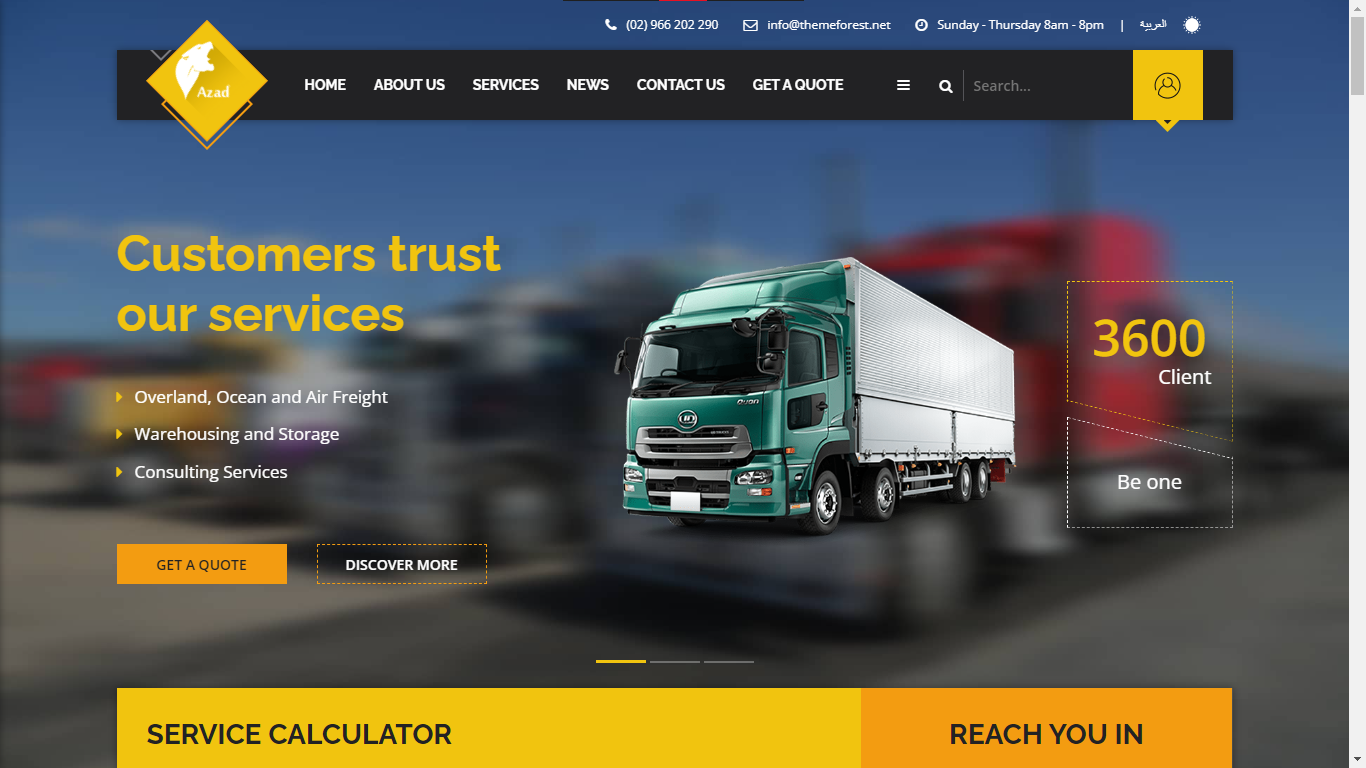 (02) 966 202 290
info@themeforest.net
Sunday - Thursday 8am - 8pm | العربية
Azad
HOME ABOUT US SERVICES NEWS CONTACT US GET A QUOTE
Search...
Customers trust
our services
Overland, Ocean and Air Freight
Warehousing and Storage
Consulting Services
GET A QUOTE
DISCOVER MORE
Quon
UD
3600
Client
Be one
SERVICE CALCULATOR
REACH YOU IN